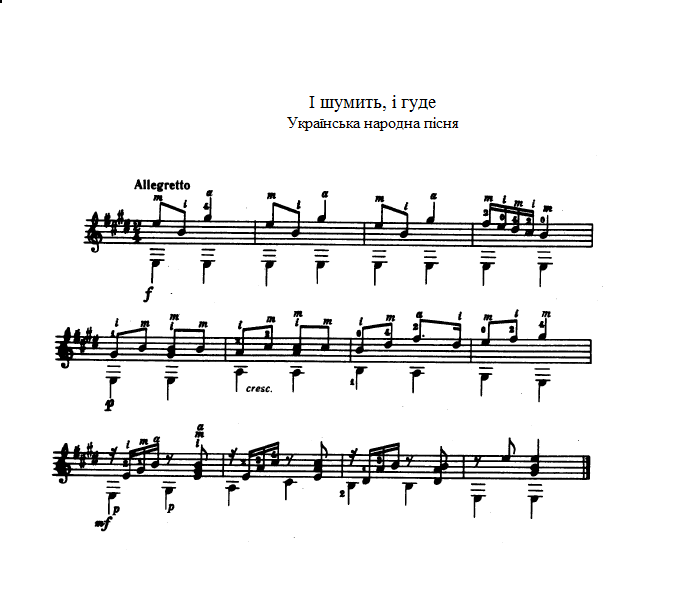 І шумить, і гуде
Українська народна пісня
Allegretto
m i a m i a m i a m i m i m
f
i m m i m i m m i m i m a i m i m
p
cresc.
i m a a m i
mf p p